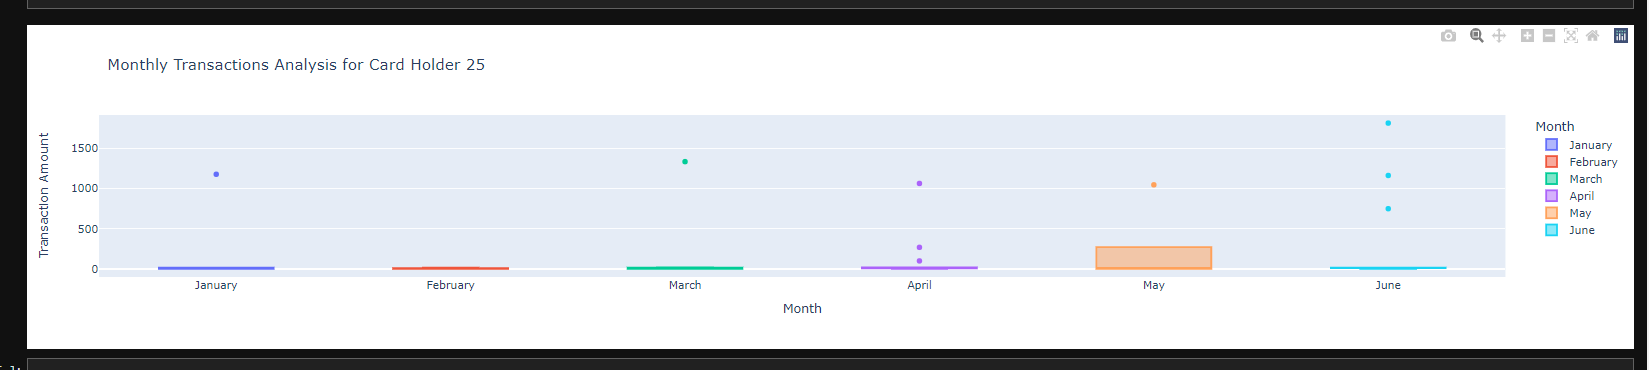 Monthly Transactions Analysis for Card Holder 25
Transaction Amount
1500
1000
500
0
January
February
March
April
May
June
Month
Month
January
February
March
April
May
June